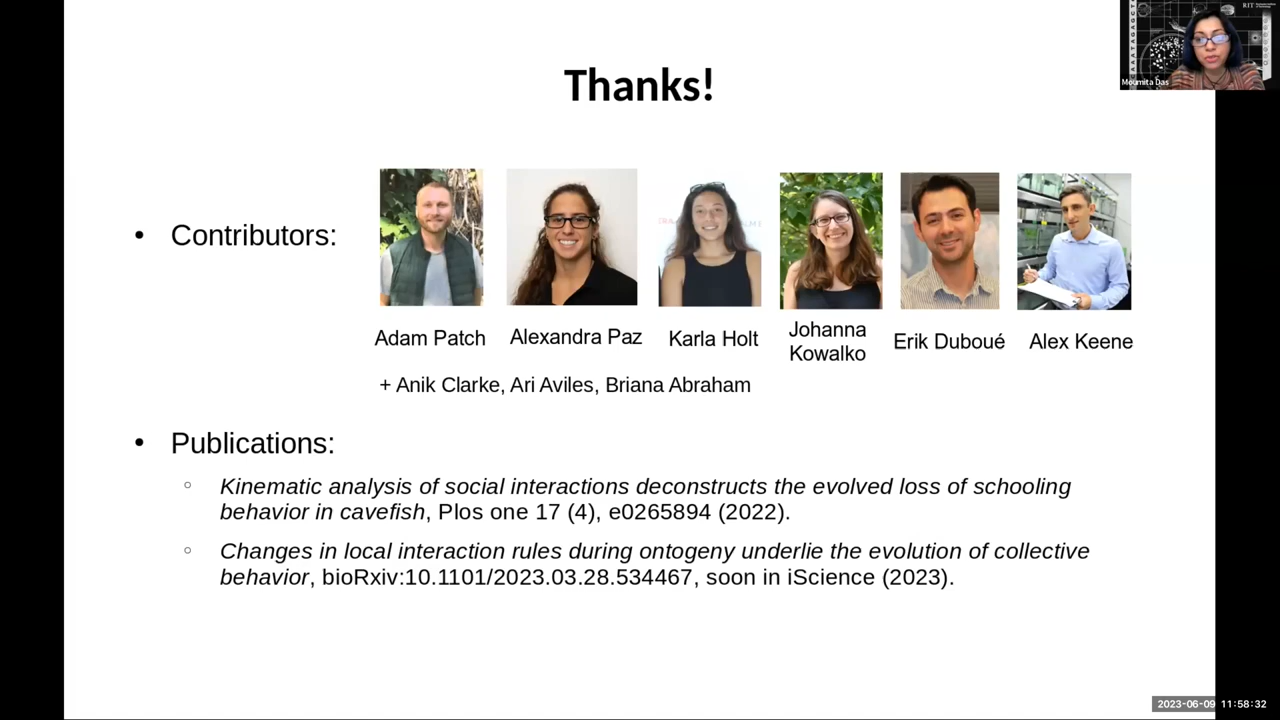 Thanks!
RIT
Moumita Das
• Contributors:
Adam Patch
Alexandra Paz
Karla Holt
Johanna
Kowalko
Erik Duboué
Alex Keene
+ Anik Clarke, Ari Aviles, Briana Abraham
• Publications:
○ Kinematic analysis of social interactions deconstructs the evolved loss of schooling
behavior in cavefish, Plos one 17 (4), e0265894 (2022).
○ Changes in local interaction rules during ontogeny underlie the evolution of collective
behavior, bioRxiv:10.1101/2023.03.28.534467, soon in iScience (2023).
2023-06-09 11:58:32